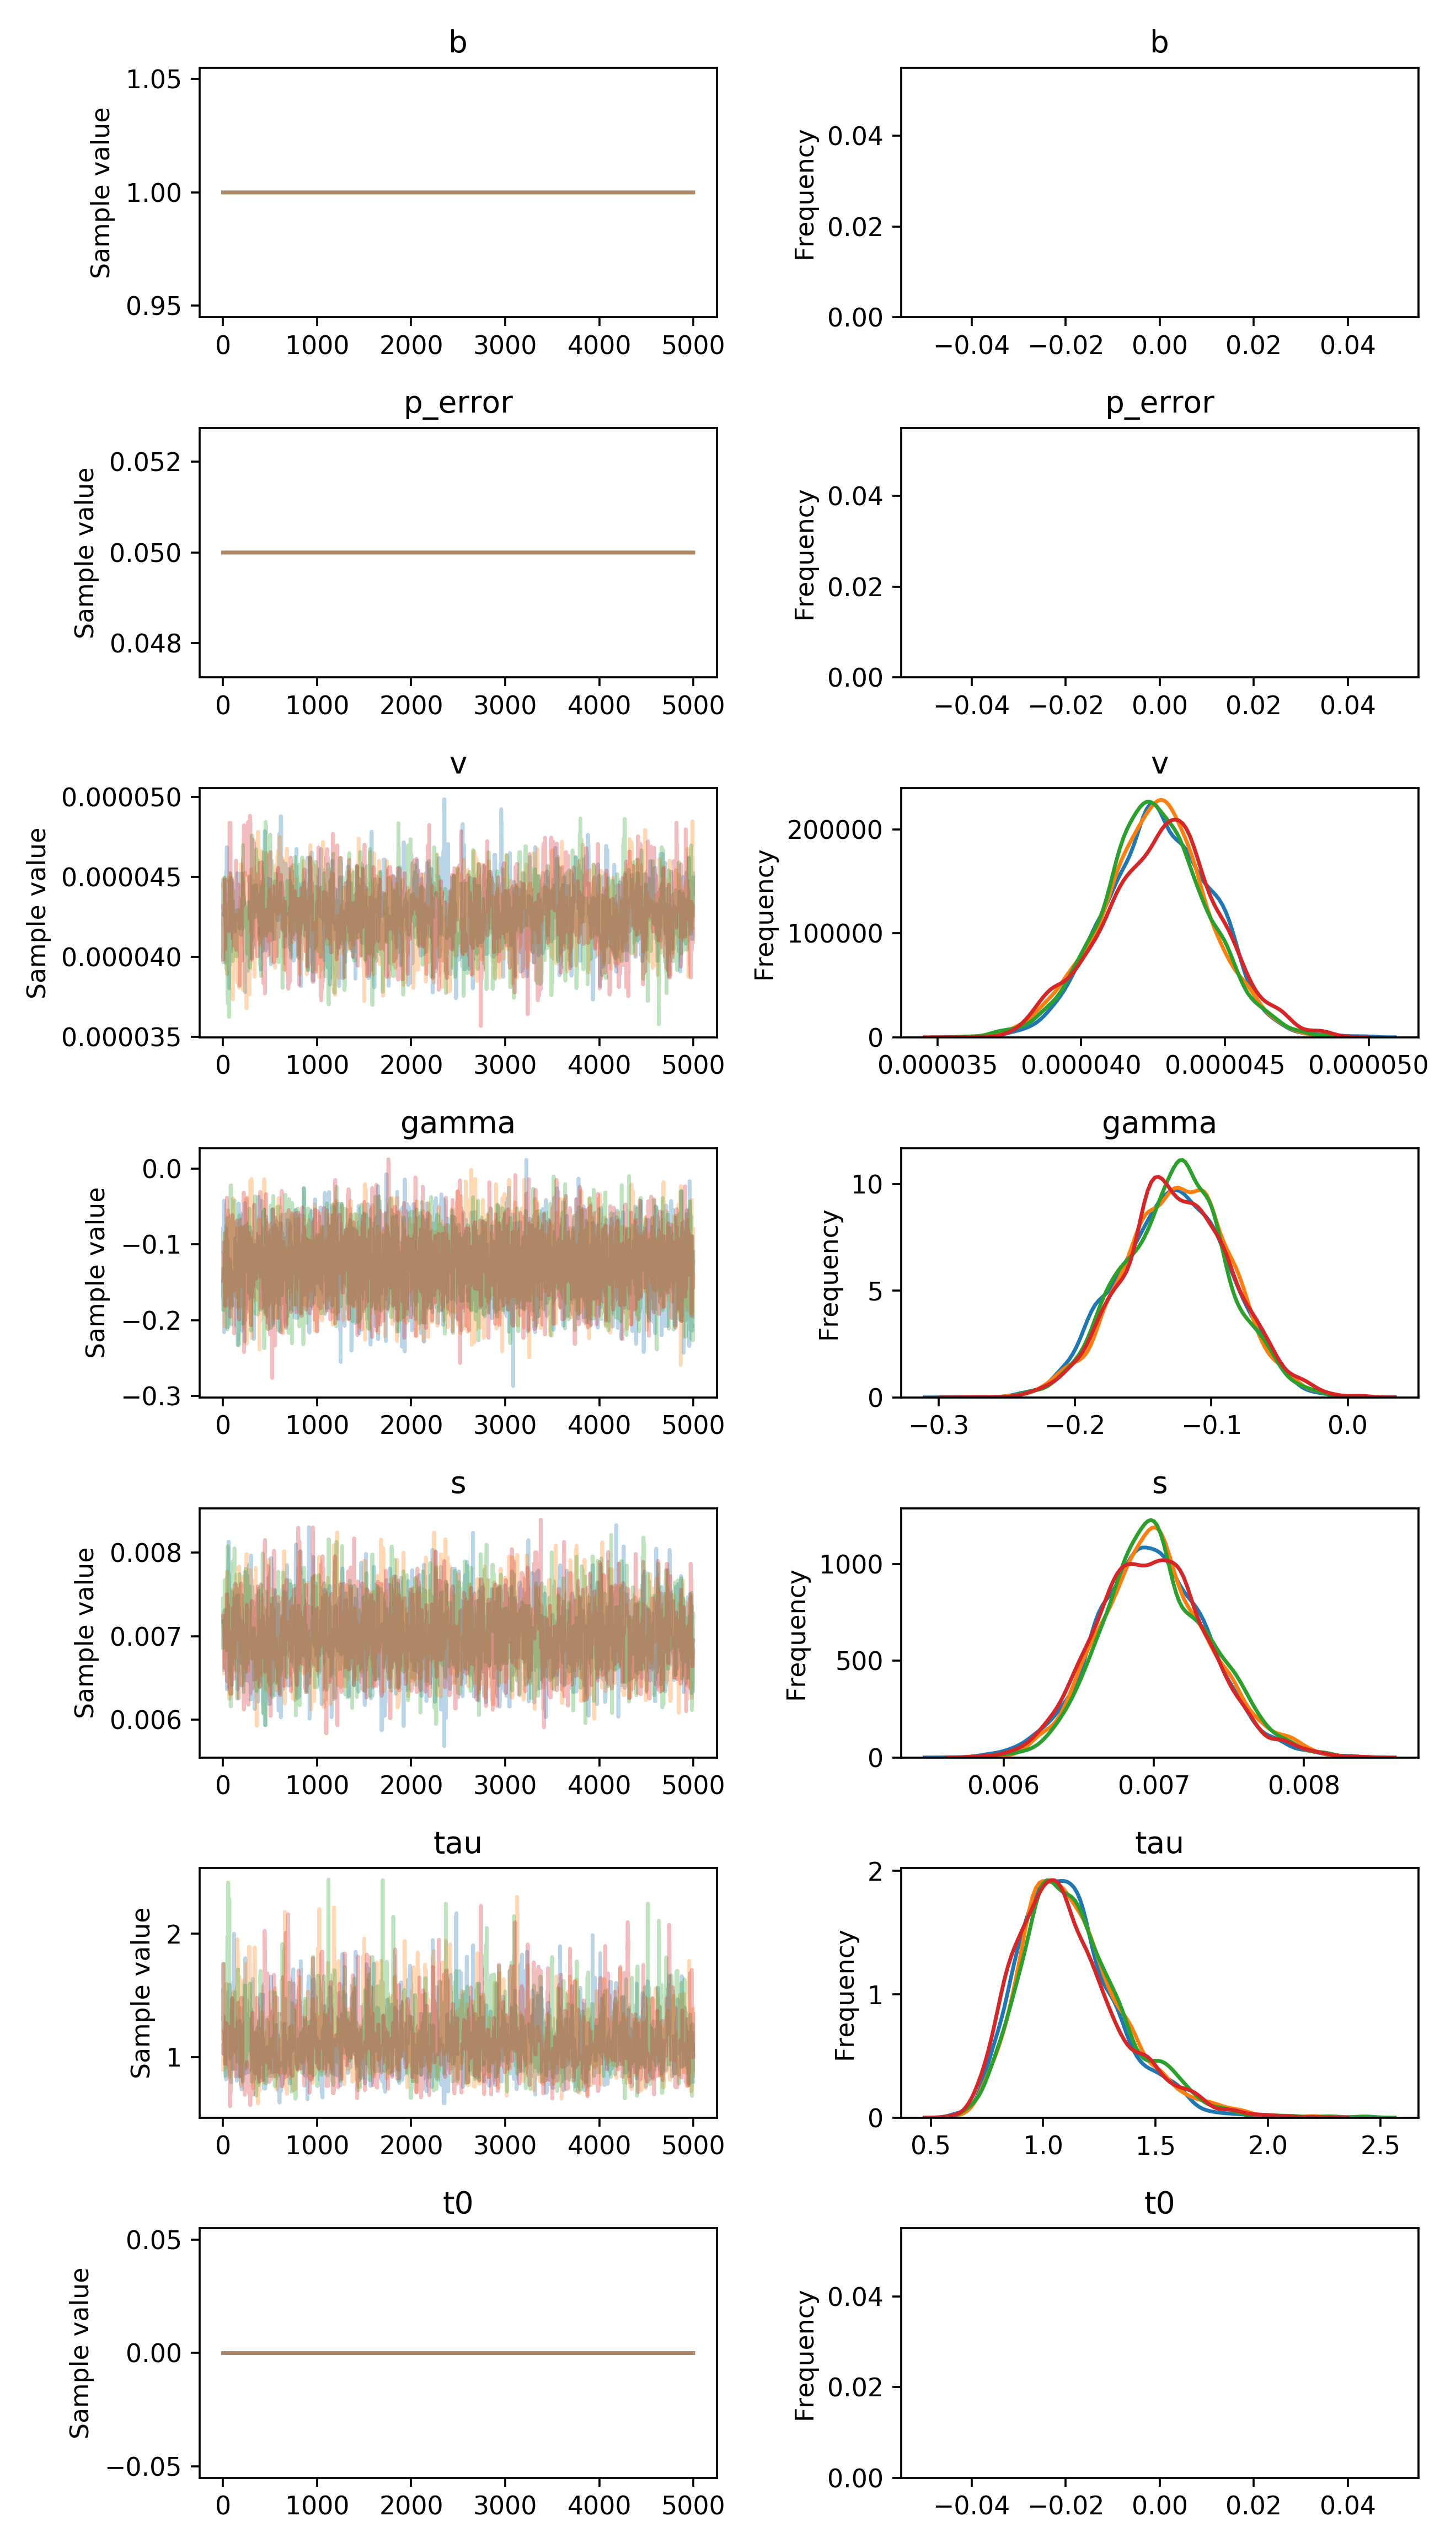 b
b
1.05
1.00
0.95
Sample value
0 1000 2000 3000 4000 5000
0.04
0.02
0.00
Frequency
−0.04 −0.02 0.00 0.02 0.04
p_error
p_error
0.052
0.050
0.048
Sample value
0 1000 2000 3000 4000 5000
0.04
0.02
0.00
Frequency
−0.04 −0.02 0.00 0.02 0.04
v
v
0.000050
0.000045
0.000040
0.000035
Sample value
0 1000 2000 3000 4000 5000
200000
100000
0
Frequency
0.000035 0.000040 0.000045 0.000050
gamma
gamma
0.0
−0.1
−0.2
−0.3
Sample value
0 1000 2000 3000 4000 5000
10
5
0
Frequency
−0.3 −0.2 −0.1 0.0
s
s
0.008
0.007
0.006
Sample value
0 1000 2000 3000 4000 5000
1000
500
0
Frequency
0.006 0.007 0.008
tau
tau
2
1
Sample value
0 1000 2000 3000 4000 5000
2
1
0
Frequency
0.5 1.0 1.5 2.0 2.5
t0
t0
0.05
0.00
−0.05
Sample value
0 1000 2000 3000 4000 5000
0.04
0.02
0.00
Frequency
−0.04 −0.02 0.00 0.02 0.04